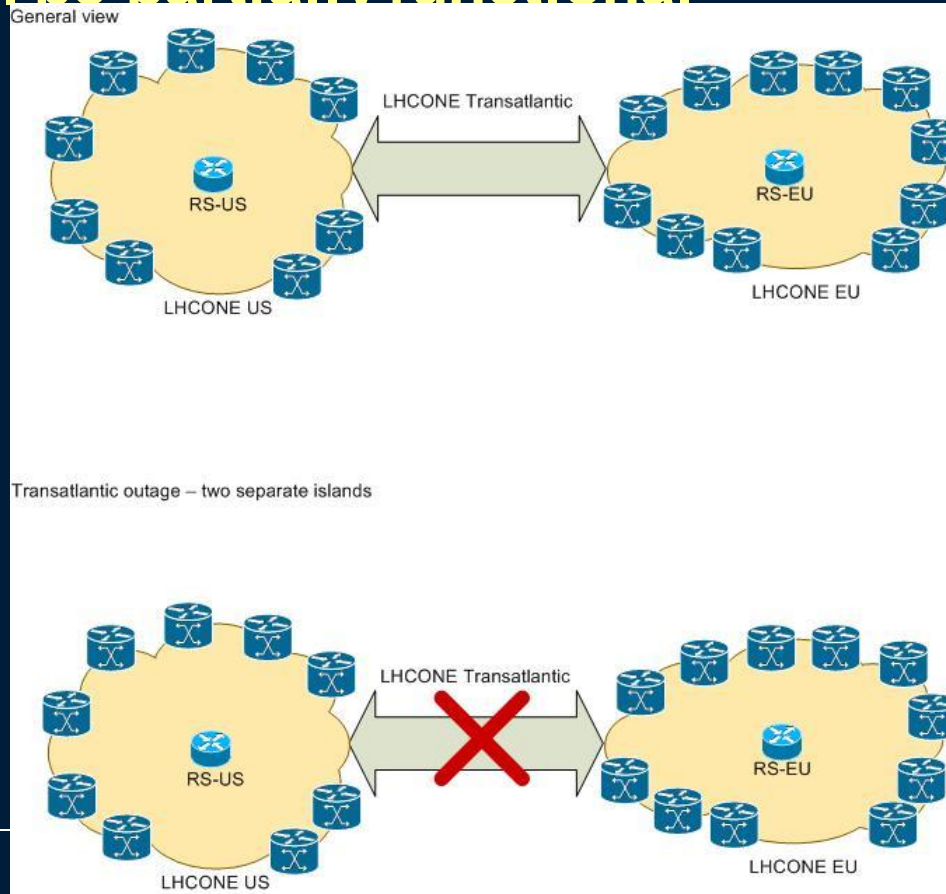 General view
LHCONE Transatlantic
RS-US
RS-EU
LHCONE US
LHCONE EU
Transatlantic outage – two separate islands
LHCONE Transatlantic
RS-US
RS-EU
LHCONE US
LHCONE EU